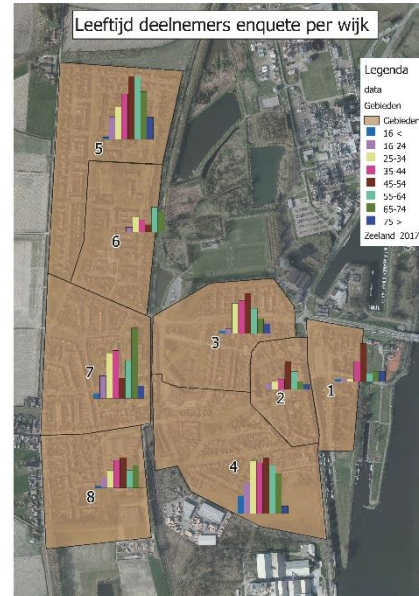 Leeftijd deelnemers enquete per wijk
Legenda
data
Gebieden
Gebieden
16 <
16-24
25-34
35-44
45-54
55-64
65-74
75 >
Zeeland 2017
5
6
3
7
2
1
4
8